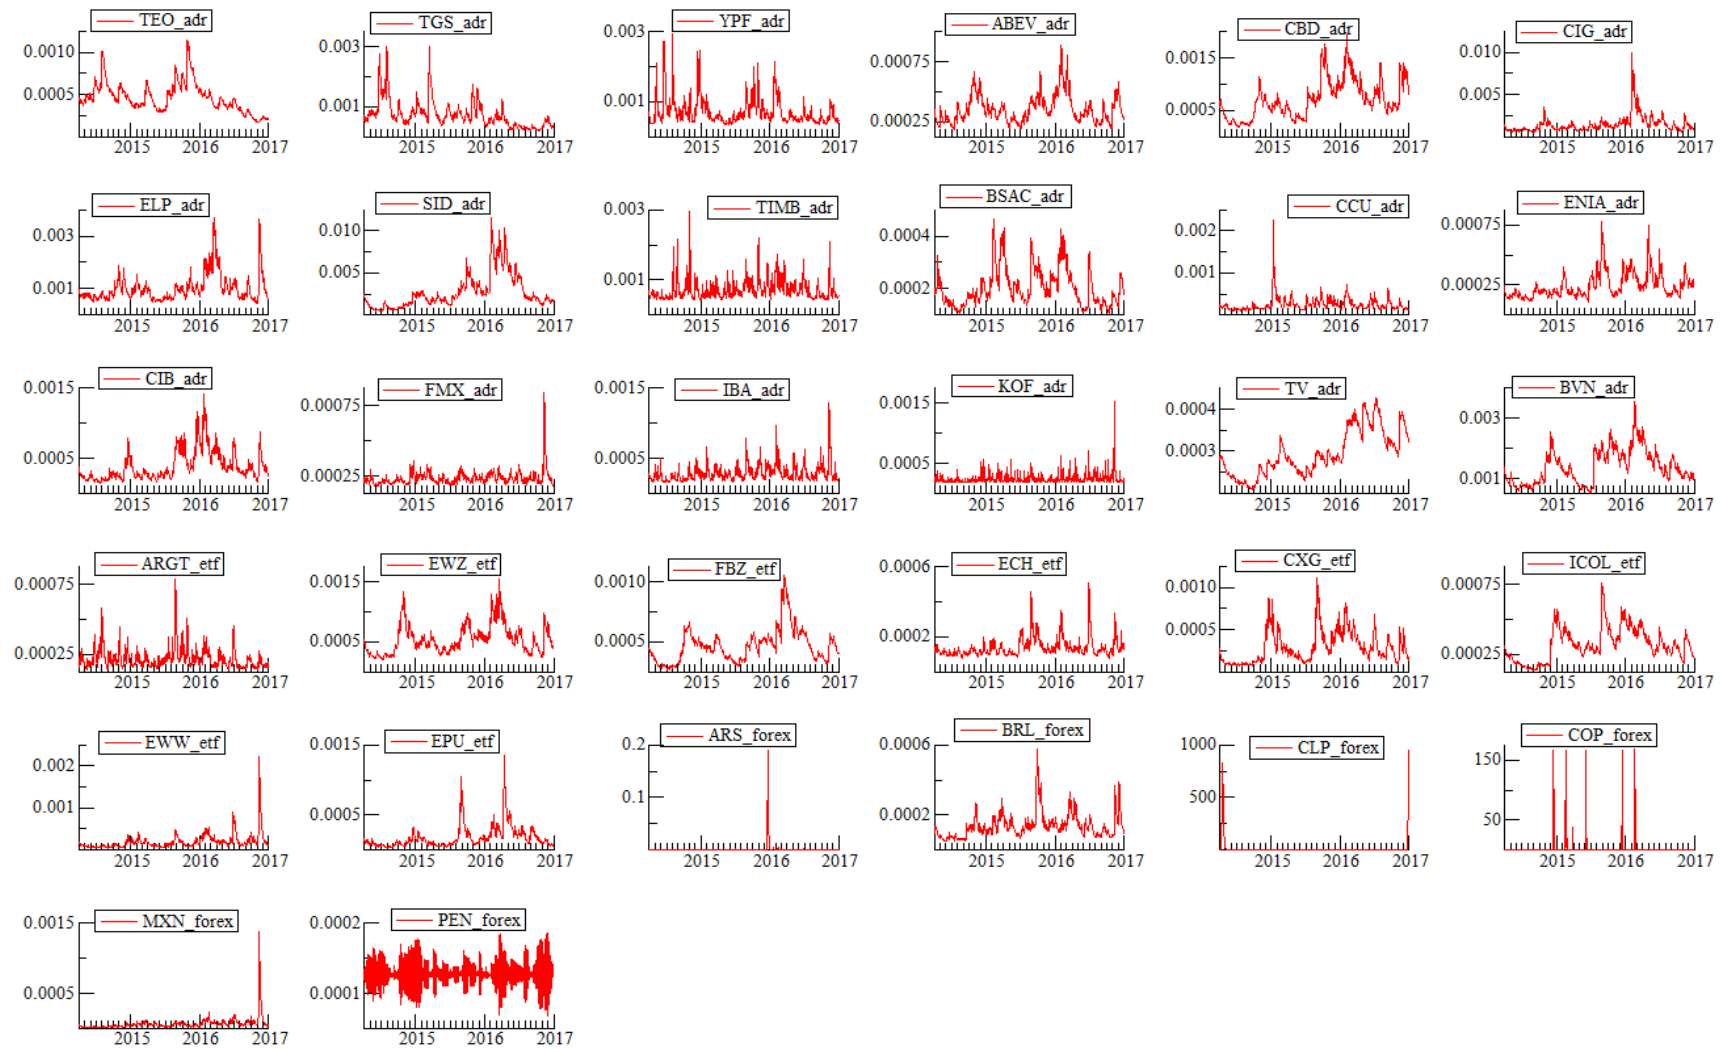 TEO_adr TGS_adr YPF_adr ABEV_adr CBD_adr CIG_adr
0.0010 0.003 0.003 0.00075 0.0015 0.010
0.0005 0.001 0.001 0.00025 0.0005 0.005
2015 2016 2017 2015 2016 2017 2015 2016 2017 2015 2016 2017 2015 2016 2017 2015 2016 2017
ELP_adr SID_adr TIMB_adr BSAC_adr CCU_adr ENIA_adr
0.003 0.010 0.003 0.0004 0.002 0.00075
0.001 0.005 0.001 0.0002 0.001 0.00025
2015 2016 2017 2015 2016 2017 2015 2016 2017 2015 2016 2017 2015 2016 2017 2015 2016 2017
CIB_adr FMX_adr IBA_adr KOF_adr TV_adr BVN_adr
0.0015 0.00075 0.0015 0.0015 0.0004 0.003
0.0005 0.00025 0.0005 0.0005 0.0003 0.001
2015 2016 2017 2015 2016 2017 2015 2016 2017 2015 2016 2017 2015 2016 2017 2015 2016 2017
ARGT_etf EWZ_etf FBZ_etf ECH_etf CXG_etf ICOL_etf
0.00075 0.0015 0.0010 0.0006 0.0010 0.00075
0.00025 0.0005 0.0005 0.0002 0.0005 0.00025
2015 2016 2017 2015 2016 2017 2015 2016 2017 2015 2016 2017 2015 2016 2017 2015 2016 2017
EWW_etf EPU_etf ARS_forex BRL_forex CLP_forex COP_forex
0.002 0.0015 0.2 0.0006 1000 150
0.001 0.0005 0.1 0.0002 500 50
2015 2016 2017 2015 2016 2017 2015 2016 2017 2015 2016 2017 2015 2016 2017 2015 2016 2017
MXN_forex PEN_forex
0.0015 0.0002
0.0005 0.0001
2015 2016 2017 2015 2016 2017